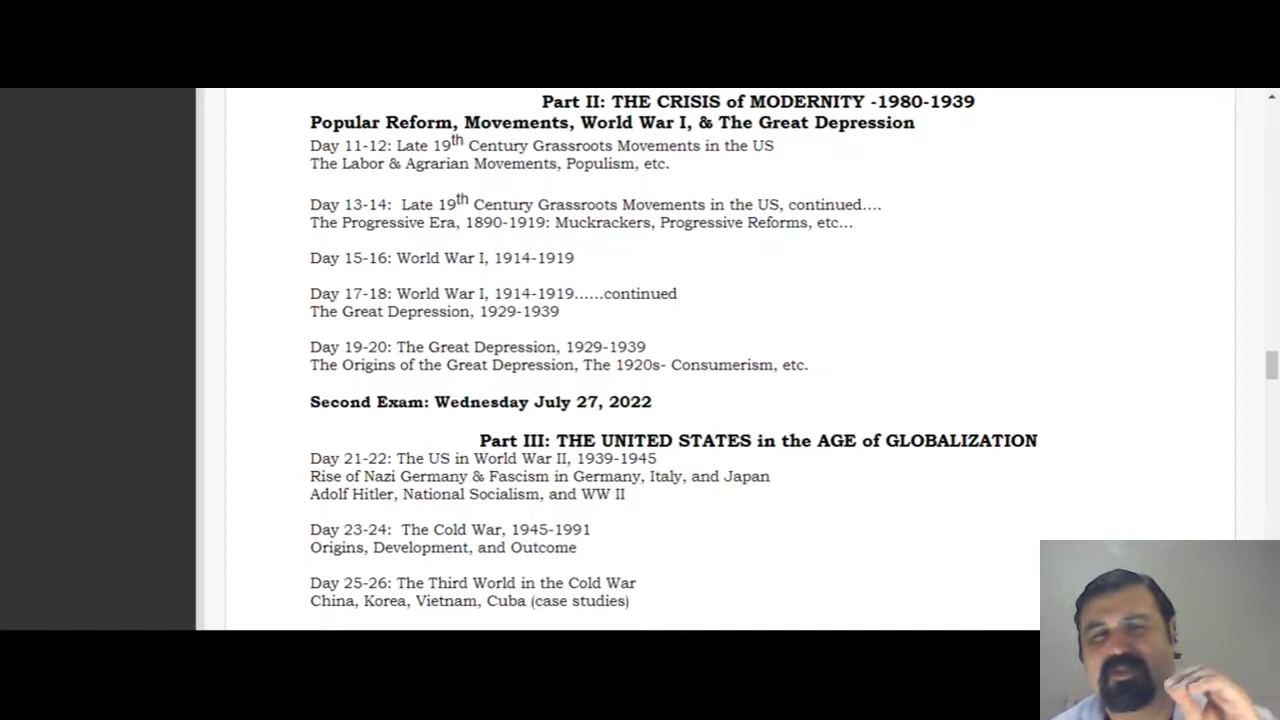 Part II: THE CRISIS of MODERNITY -1980-1939
Popular Reform, Movements, World War I, & The Great Depression
Day 11-12: Late 19th Century Grassroots Movements in the US
The Labor & Agrarian Movements, Populism, etc.
Day 13-14: Late 19th Century Grassroots Movements in the US, continued....
The Progressive Era, 1890-1919: Muckrackers, Progressive Reforms, etc...
Day 15-16: World War I, 1914-1919
Day 17-18: World War I, 1914-1919......continued
The Great Depression, 1929-1939
Day 19-20: The Great Depression, 1929-1939
The Origins of the Great Depression, The 1920s- Consumerism, etc.
Second Exam: Wednesday July 27, 2022
Part III: THE UNITED STATES in the AGE of GLOBALIZATION
Day 21-22: The US in World War II, 1939-1945
Rise of Nazi Germany & Fascism in Germany, Italy, and Japan
Adolf Hitler, National Socialism, and WW II
Day 23-24: The Cold War, 1945-1991
Origins, Development, and Outcome
Day 25-26: The Third World in the Cold War
China, Korea, Vietnam, Cuba (case studies)